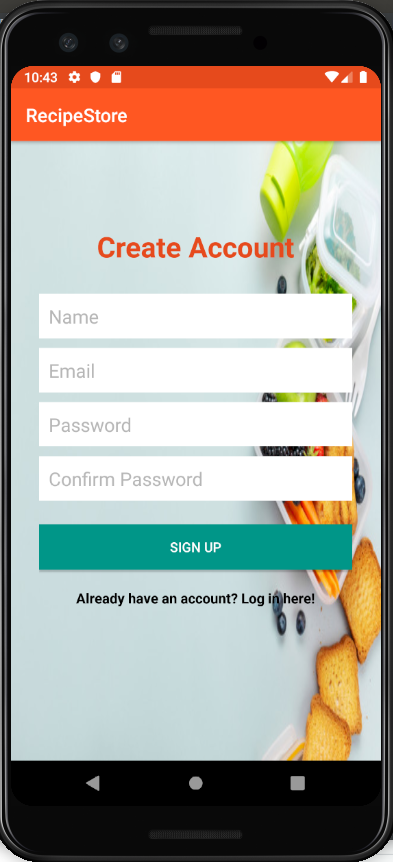 10:43
RecipeStore
Create Account
Name
Email
Password
Confirm Password
SIGN UP
Already have an account? Log in here!